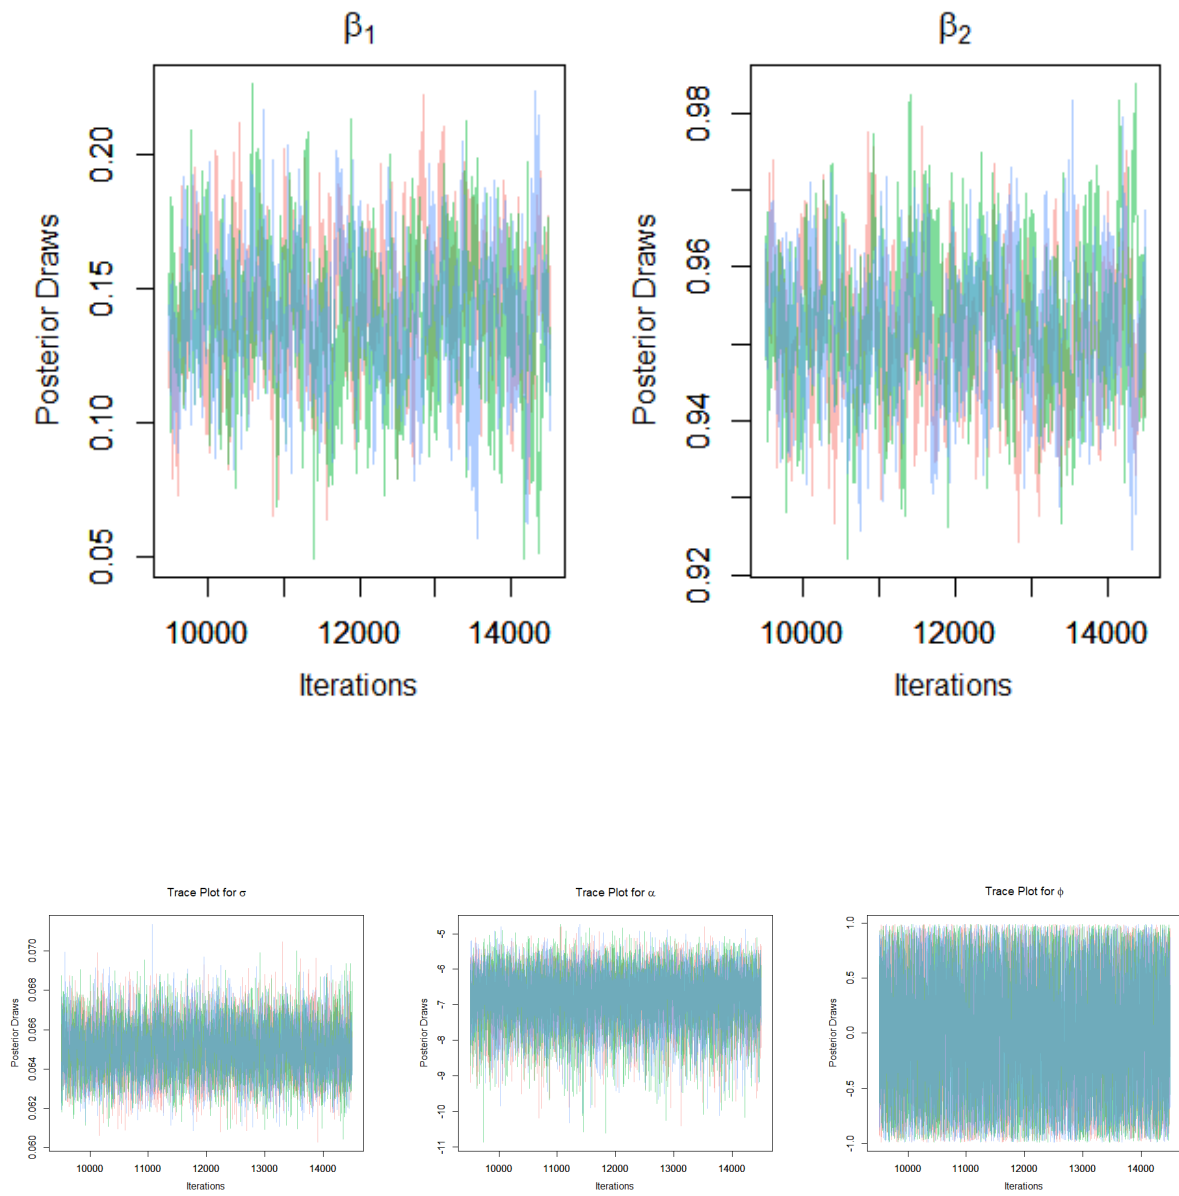 β1
Posterior Draws
0.05 0.10 0.15 0.20
10000 12000 14000
Iterations
β2
Posterior Draws
0.92 0.94 0.96 0.98
10000 12000 14000
Iterations
Trace Plot for σ
Posterior Draws
0.060 0.062 0.064 0.066 0.068 0.070
10000 11000 12000 13000 14000
Iterations
Trace Plot for α
Posterior Draws
-11 -10 -9 -8 -7 -6 -5
10000 11000 12000 13000 14000
Iterations
Trace Plot for ϕ
Posterior Draws
-1.0 -0.5 0.0 0.5 1.0
10000 11000 12000 13000 14000
Iterations